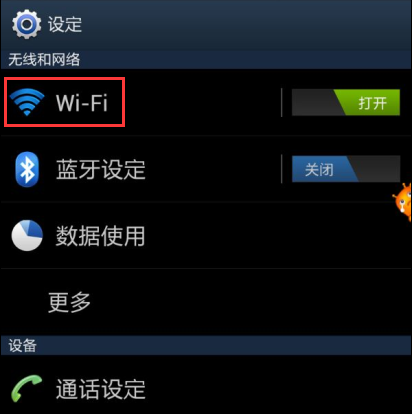 设定
无线和网络
Wi-Fi 打开
蓝牙设定 关闭
数据使用
更多
设备
通话设定